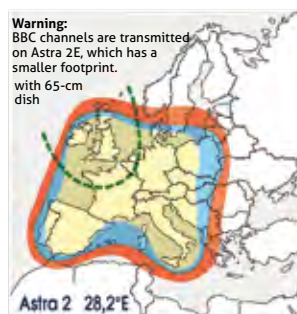 Warning:
BBC channels are transmitted
on Astra 2E, which has a
smaller footprint.
with 65-cm
dish
Astra 2 28,2°E